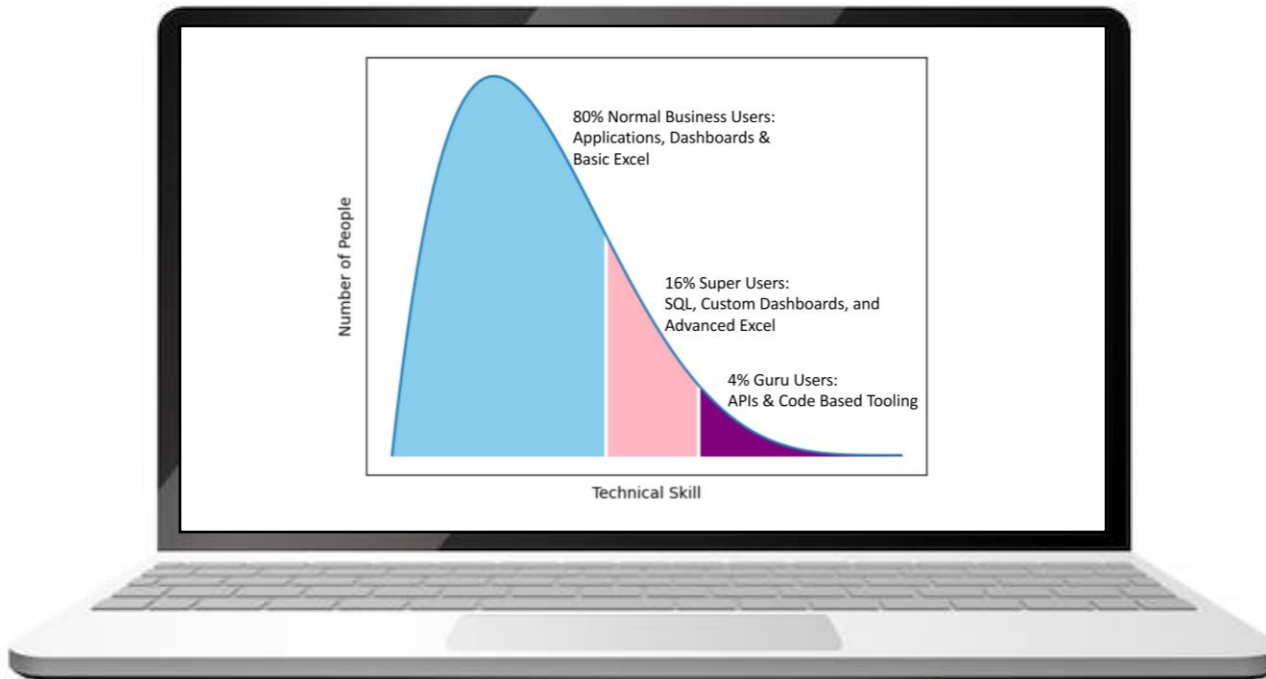 80% Normal Business Users:
Applications, Dashboards &
Basic Excel
16% Super Users:
SQL, Custom Dashboards, and
Advanced Excel
4% Guru Users:
APIs & Code Based Tooling
Number of People
Technical Skill